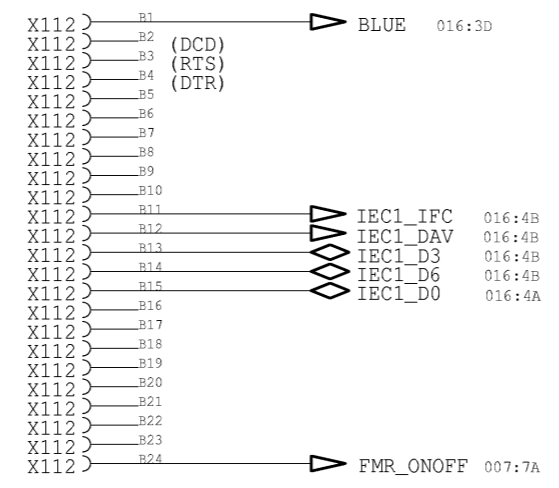 X112 B1 BLUE 016:3D
X112 B2 (DCD)
X112 B3 (RTS)
X112 B4 (DTR)
X112 B5
X112 B6
X112 B7
X112 B8
X112 B9
X112 B10
X112 B11 IEC1_IFC 016:4B
X112 B12 IEC1_DAV 016:4B
X112 B13 IEC1_D3 016:4B
X112 B14 IEC1_D6 016:4B
X112 B15 IEC1_D0 016:4A
X112 B16
X112 B17
X112 B18
X112 B19
X112 B20
X112 B21
X112 B22
X112 B23
X112 B24 FMR_ONOFF 007:7A